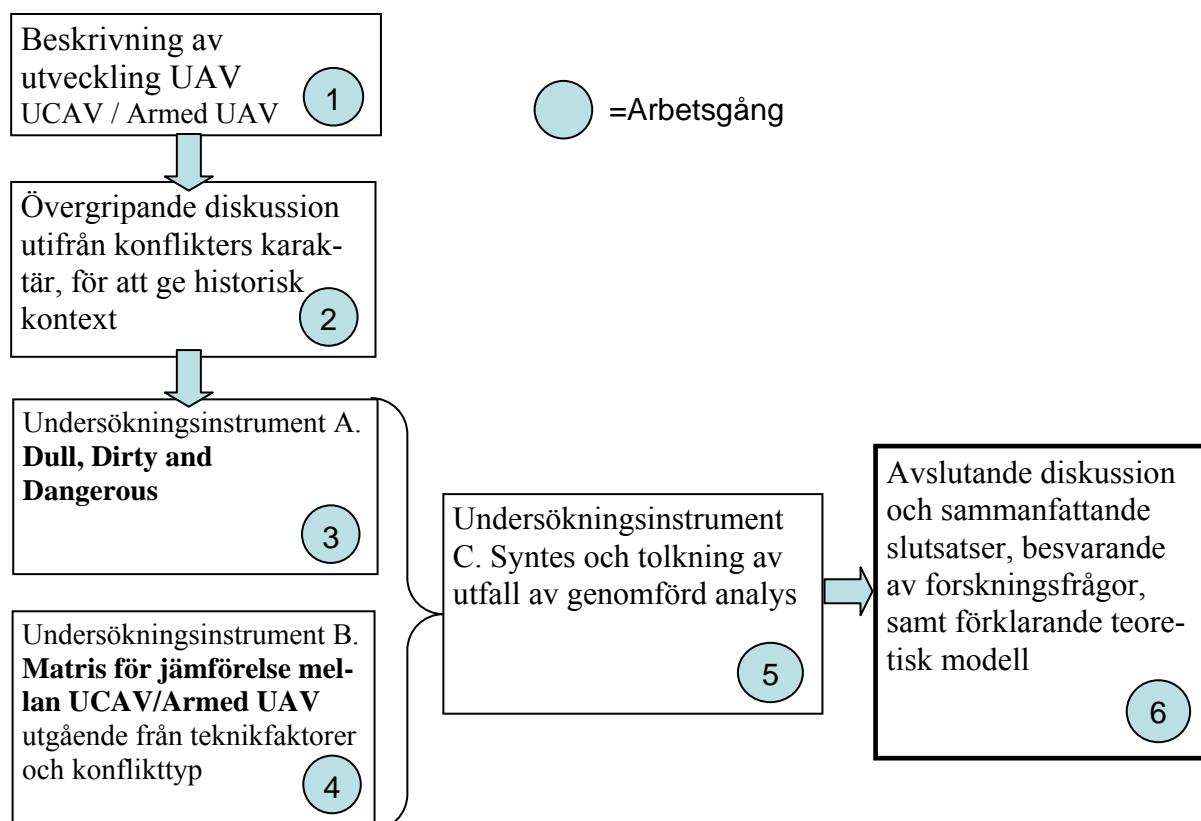 Beskrivning av
utveckling UAV
UCAV / Armed UAV
1
=Arbetsgång
Övergripande diskussion
utifrån konflikters karak-
tär, för att ge historisk
kontext
2
Undersökningsinstrument A.
Dull, Dirty and
Dangerous
3
Undersökningsinstrument B.
Matris för jämförelse mel-
lan UCAV/Armed UAV
utgående från teknikfaktorer
och konflikttyp
4
Undersökningsinstrument
C. Syntes och tolkning av
utfall av genomförd analys
5
Avslutande diskussion
och sammanfattande
slutsatser, besvarande
av forskningsfrågor,
samt förklarande teore-
tisk modell
6